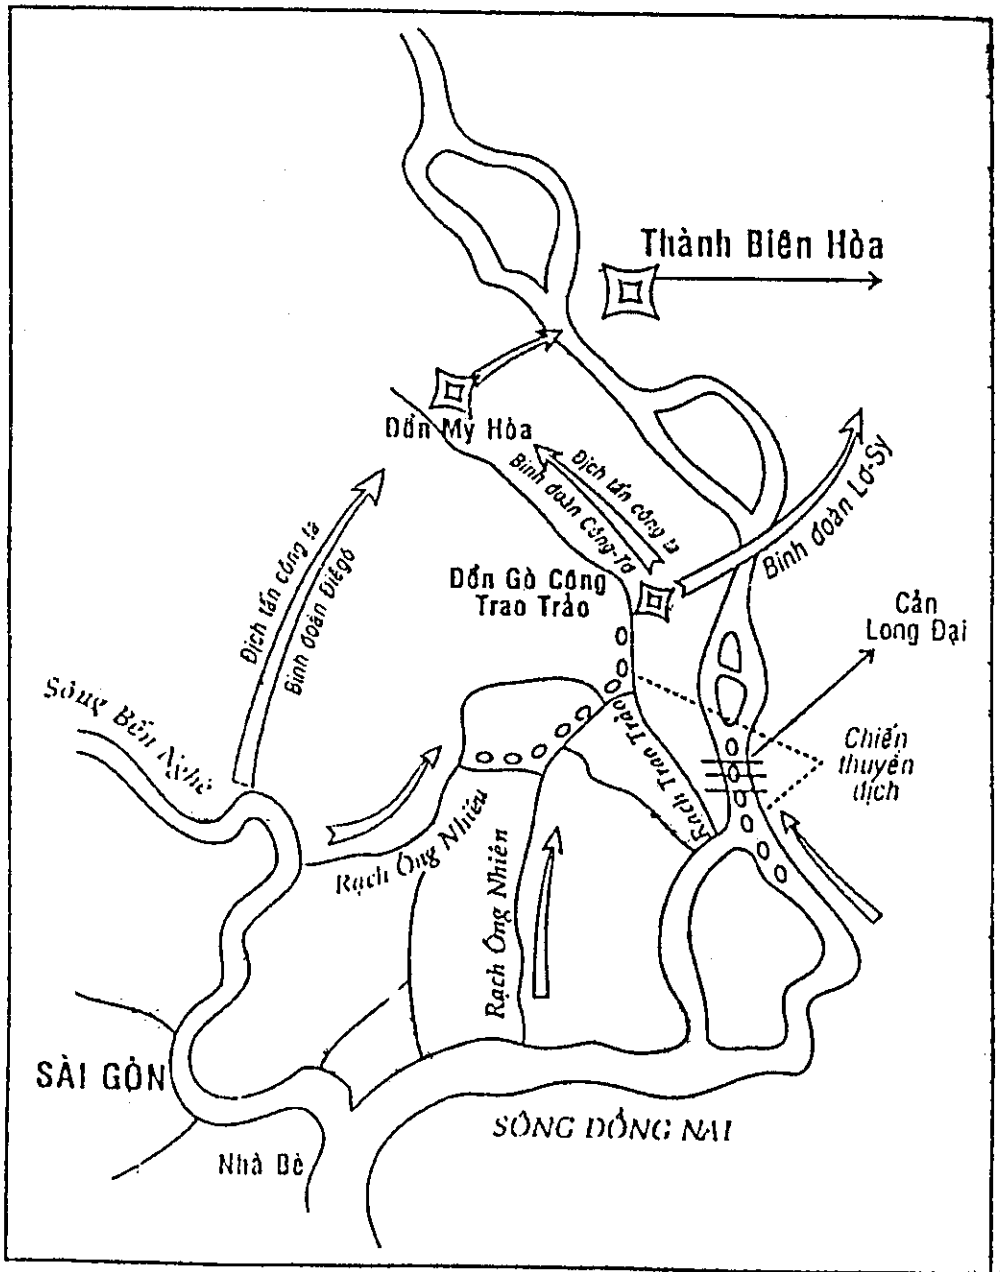 Thành Biên Hòa
Đồn Mỹ Hòa
Địch tấn công ta
Binh đoàn Công-Tơ
Binh đoàn Lơ-Sy
Địch tấn công ta
Binh đoàn Điêgô
Đồn Gò Công
Trao Trảo
Cản
Long Đại
Sông Bến Nghé
Rạch Trao Trảo
Chiến
thuyền
địch
Rạch Ông Nhiêu
Rạch Ông Nhiên
SÀI GÒN
SÔNG ĐỒNG NAI
Nhà Bè